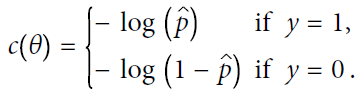 c(θ) = { − log (p̂) if y = 1,
− log (1 − p̂) if y = 0 .